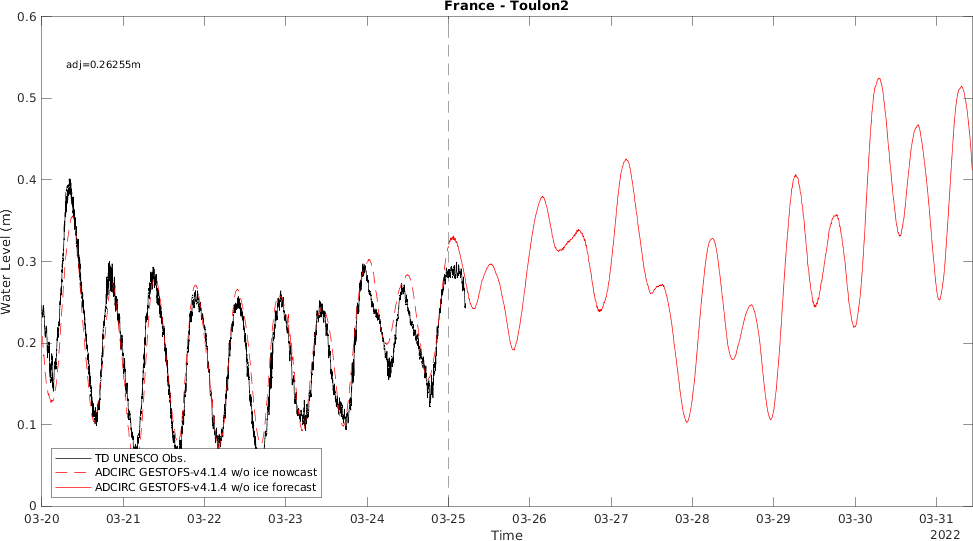 France - Toulon2
adj=0.26255m
0.6
0.5
0.4
0.3
0.2
0.1
0
Water Level (m)
TD UNESCO Obs.
ADCIRC GESTOFS-v4.1.4 w/o ice nowcast
ADCIRC GESTOFS-v4.1.4 w/o ice forecast
03-20 03-21 03-22 03-23 03-24 03-25 03-26 03-27 03-28 03-29 03-30 03-31
Time
2022